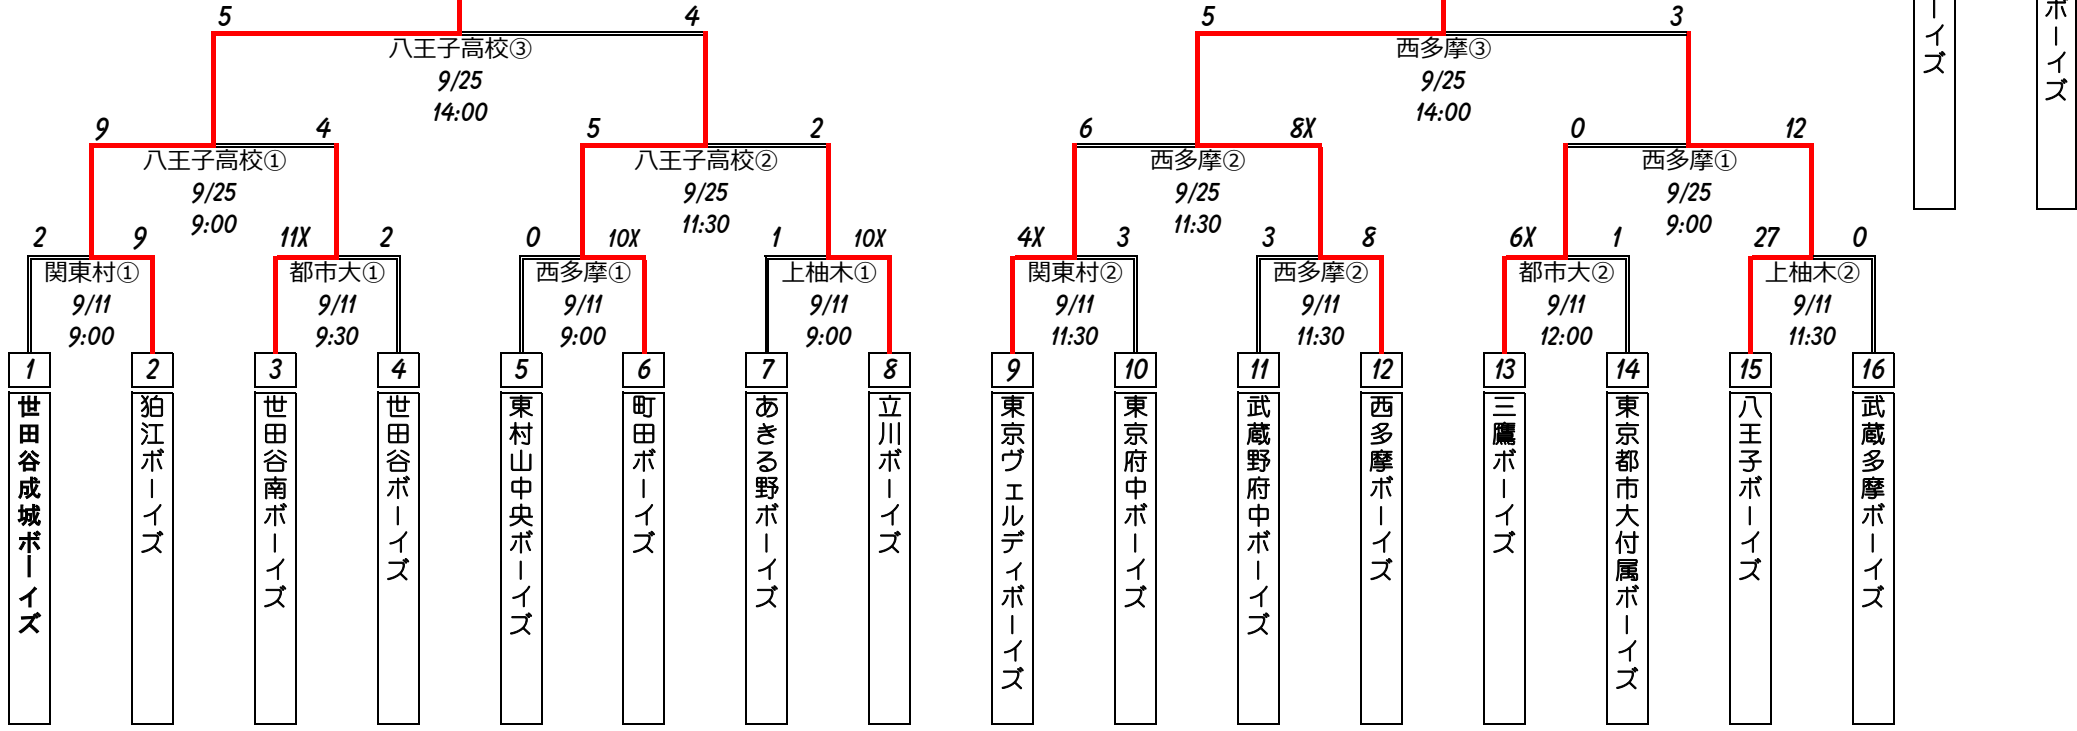 5 4 5 3
八王子高校③ 西多摩③
9/25 9/25
14:00 14:00
9 4 5 2 6 8X 0 12
八王子高校① 八王子高校② 西多摩② 西多摩①
9/25 9/25 9/25 9/25
9:00 11:30 11:30 9:00
2 9 11X 2 0 10X 1 10X 4X 3 3 8 6X 1 27 0
関東村① 都市大① 西多摩① 上柚木① 関東村② 西多摩② 都市大② 上柚木②
9/11 9/11 9/11 9/11 9/11 9/11 9/11 9/11
9:00 9:30 9:00 9:00 11:30 11:30 12:00 11:30
1 2 3 4 5 6 7 8 9 10 11 12 13 14 15 16
世田谷成城ボーイズ
狛江ボーイズ
世田谷南ボーイズ
世田谷ボーイズ
東村山中央ボーイズ
町田ボーイズ
あきる野ボーイズ
立川ボーイズ
東京ヴェルディボーイズ
東京府中ボーイズ
武蔵野府中ボーイズ
西多摩ボーイズ
三鷹ボーイズ
東京都市大付属ボーイズ
八王子ボーイズ
武蔵多摩ボーイズ
ーイズ
ボーイズ